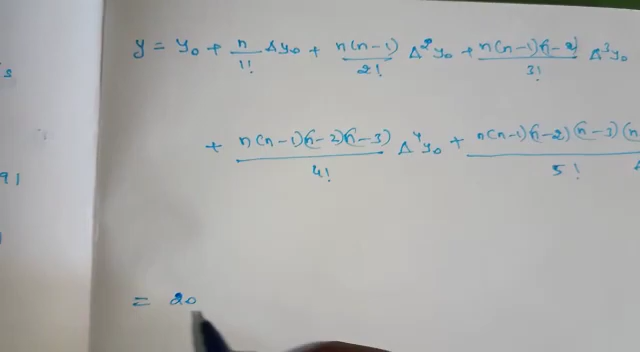 's
y = y₀ + n/1! Δy₀ + n(n-1)/2! Δ²y₀ + n(n-1)(n-2)/3! Δ³y₀
+ n(n-1)(n-2)(n-3)/4! Δ⁴y₀ + n(n-1)(n-2)(n-3)(n/5!
91
= 20